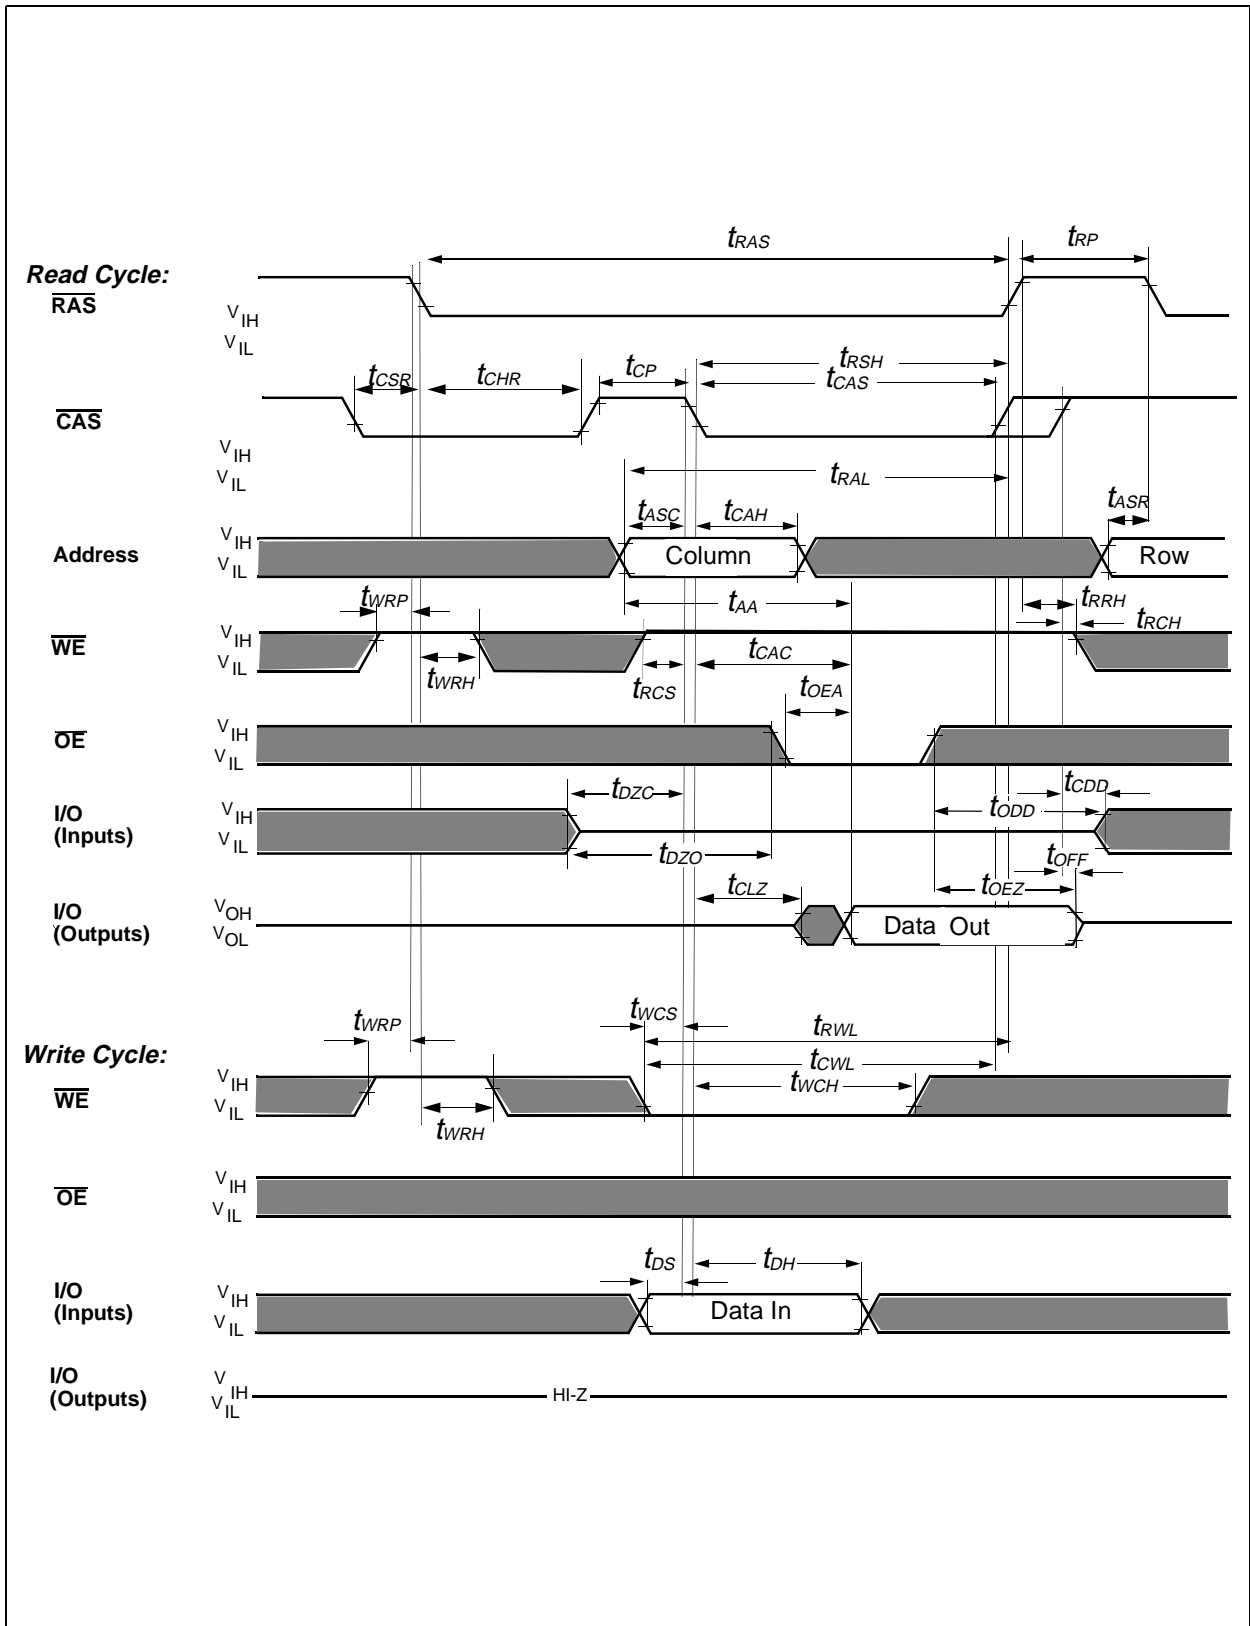 tRAS
tRP
Read Cycle:
RAS
VIH
VIL
tRSH
tCSR
tCHR
tCP
tCAS
CAS
VIH
VIL
tRAL
tASR
tASC
tCAH
Address
VIH
VIL
Column
Row
tWRP
tAA
tRRH
tRCH
WE
VIH
VIL
tWRH
tRCS
tCAC
tOEA
OE
VIH
VIL
tDZC
tCDD
tODD
I/O
(Inputs)
VIH
VIL
tDZO
tOFF
tCLZ
tOEZ
I/O
(Outputs)
VOH
VOL
Data Out
tWRP
tWCS
tRWL
Write Cycle:
tCWL
tWCH
WE
VIH
VIL
tWRH
OE
VIH
VIL
tDS
tDH
I/O
(Inputs)
VIH
VIL
Data In
I/O
(Outputs)
VIH
VIL
HI-Z